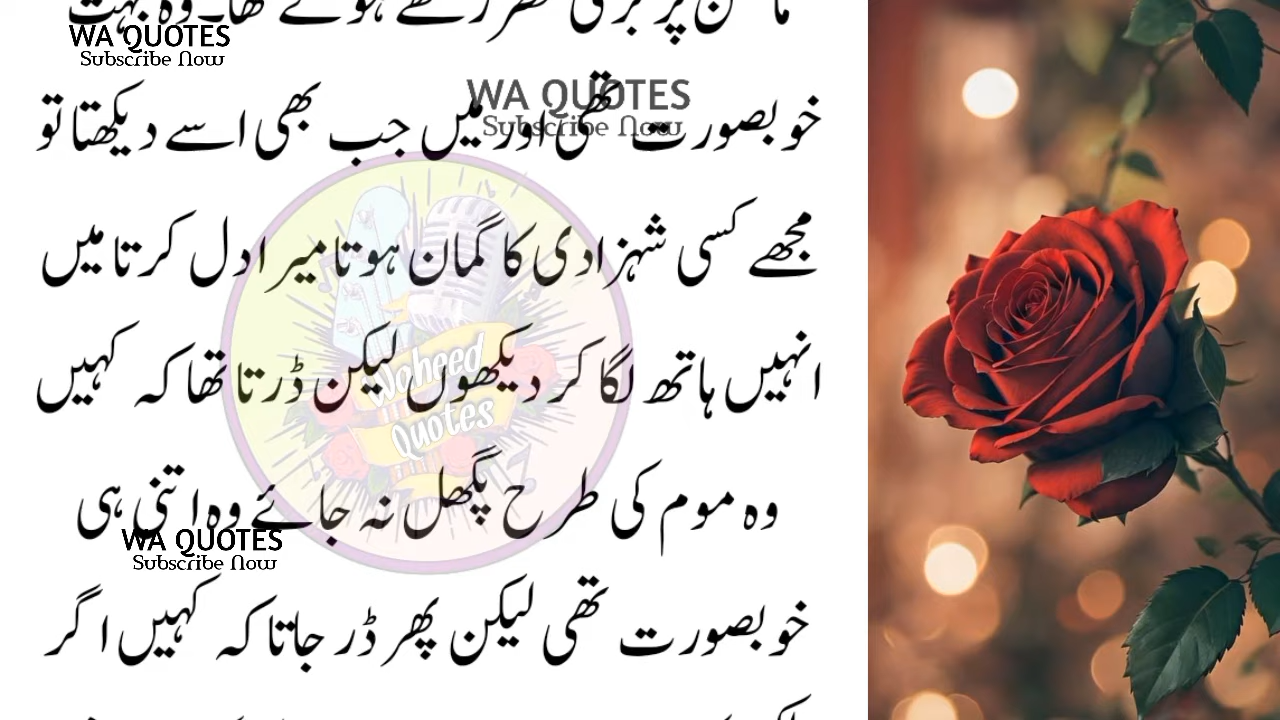 WA QUOTES
Subscribe Now
WA QUOTES
Subscribe Now
خوبصورت تھی اور میں جب بھی اسے دیکھتا تو
مجھے کسی شہزادی کا گمان ہوتا میرا دل کرتا میں
انہیں ہاتھ لگا کر دیکھوں لیکن ڈرتا تھا کہ کہیں
Waheed
Quotes
وہ موم کی طرح پگھل نہ جائے وہ اتنی ہی
WA QUOTES
Subscribe Now
خوبصورت تھی لیکن پھر ڈر جاتا کہ کہیں اگر